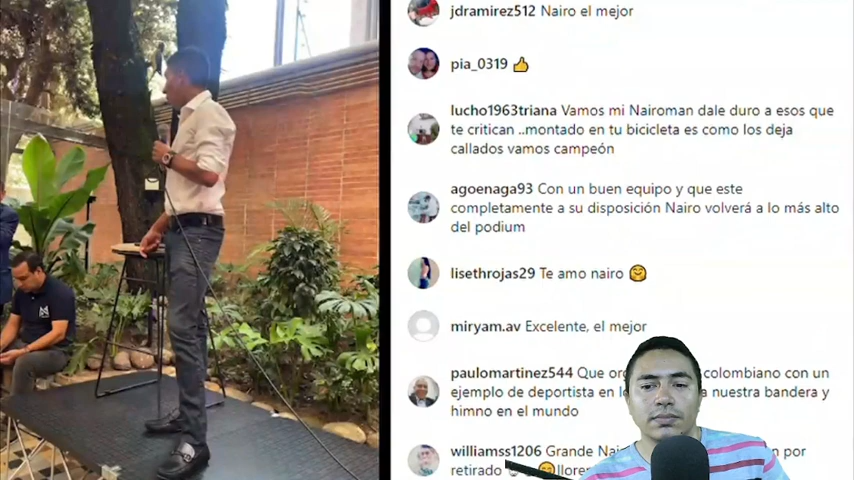 jdramirez512 Nairo el mejor
pia_0319 👍
lucho1963triana Vamos mi Nairoman dale duro a esos que
te critican ..montado en tu bicicleta es como los deja
callados vamos campeón
agoenaga93 Con un buen equipo y que este
completamente a su disposición Nairo volverá a lo más alto
del podium
lisethrojas29 Te amo nairo 🤗
miryam.av Excelente, el mejor
paulomartinez544 Que colombiano con un
ejemplo de deportista en nuestra bandera y
himno en el mundo
williamss1206 Grande por
retirado